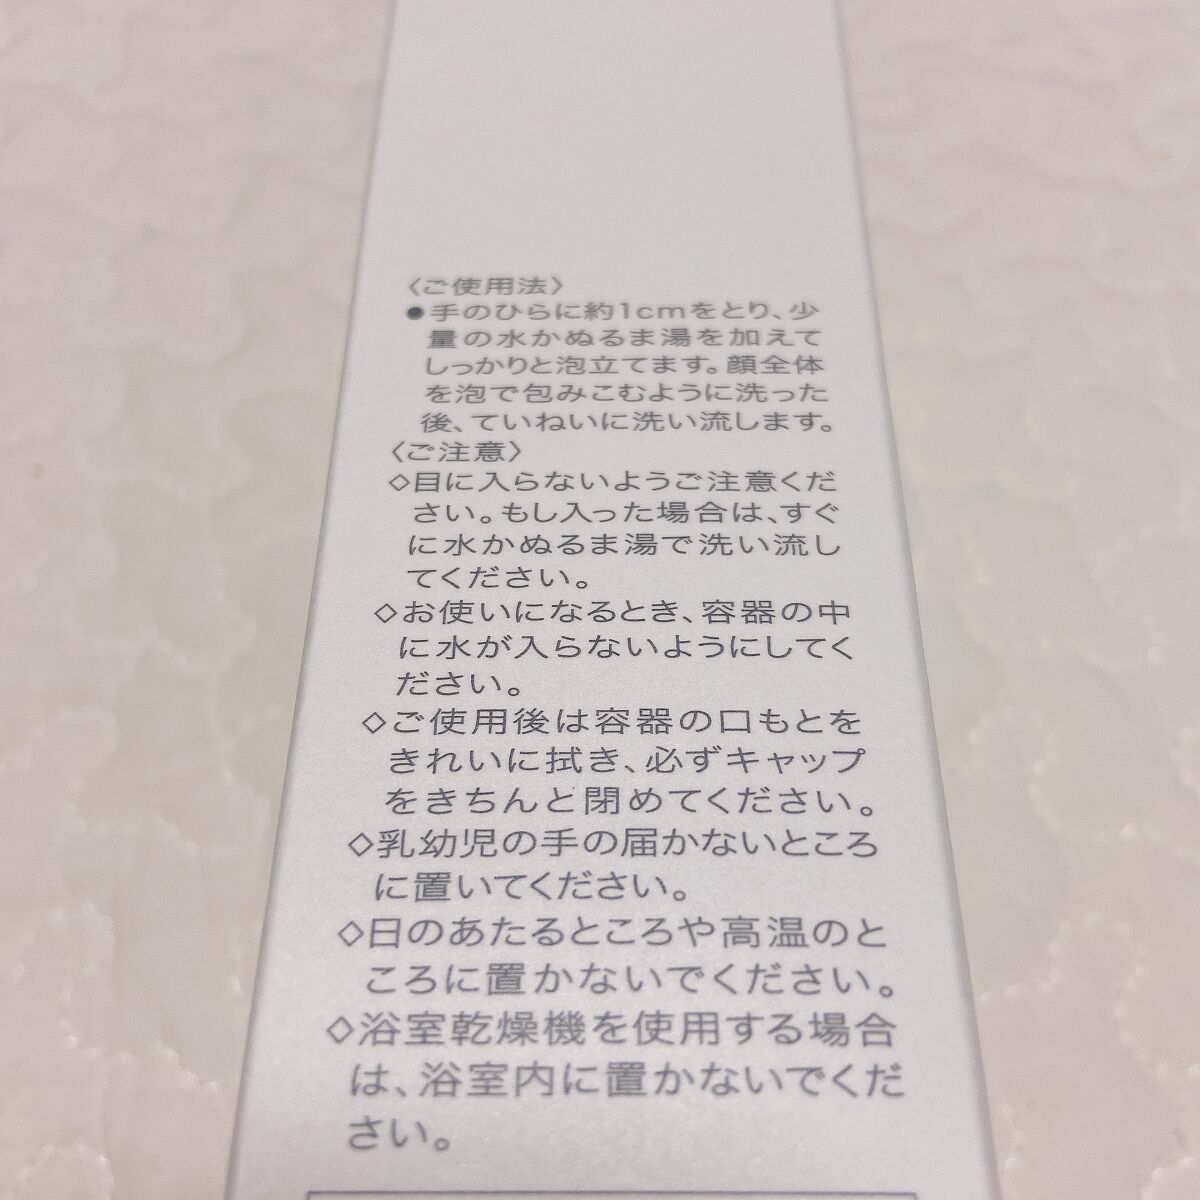 〈ご使用法〉
●手のひらに約1cmをとり、少
量の水かぬるま湯を加えて
しっかりと泡立てます。顔全体
を泡で包みこむように洗った
後、ていねいに洗い流します。
〈ご注意〉
◇目に入らないようご注意くだ
さい。もし入った場合は、すぐ
に水かぬるま湯で洗い流し
てください。
◇お使いになるとき、容器の中
に水が入らないようにしてく
ださい。
◇ご使用後は容器の口もとを
きれいに拭き、必ずキャップ
をきちんと閉めてください。
◇乳幼児の手の届かないところ
に置いてください。
◇日のあたるところや高温のと
ころに置かないでください。
◇浴室乾燥機を使用する場合
は、浴室内に置かないでくだ
さい。